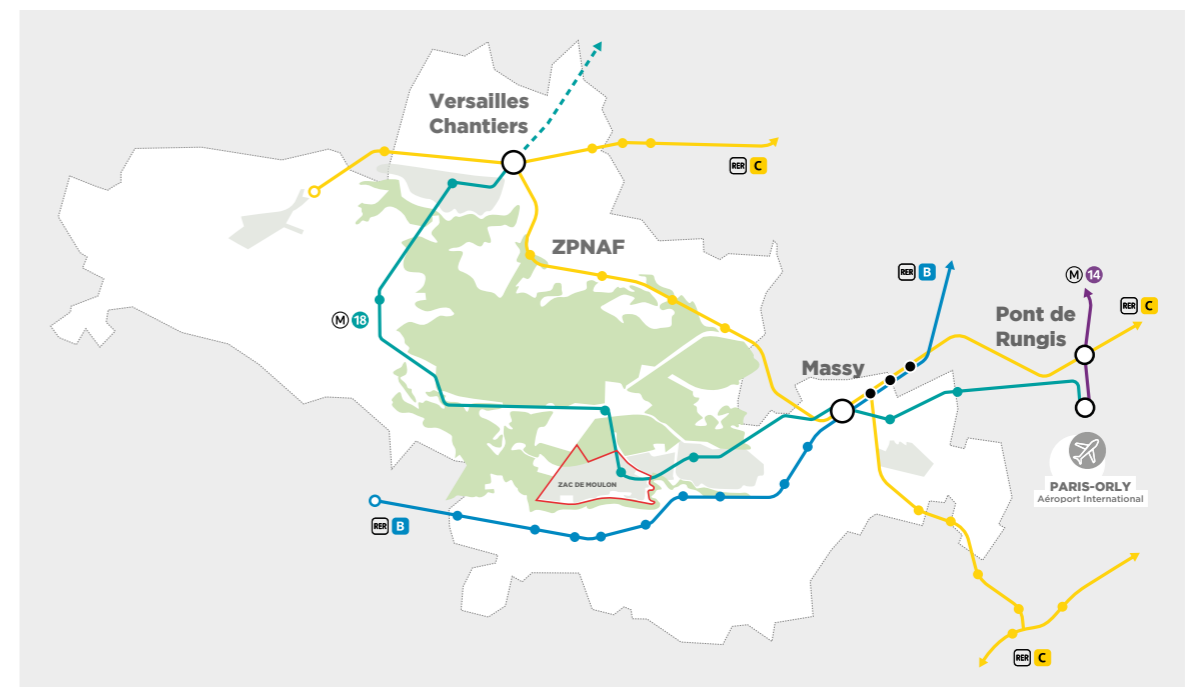 Versailles
Chantiers
RER C
ZPNAF
RER B
M 14
RER C
Pont de
Rungis
M 18
Massy
ZAC DE MOULON
PARIS-ORLY
Aéroport International
RER B
RER C